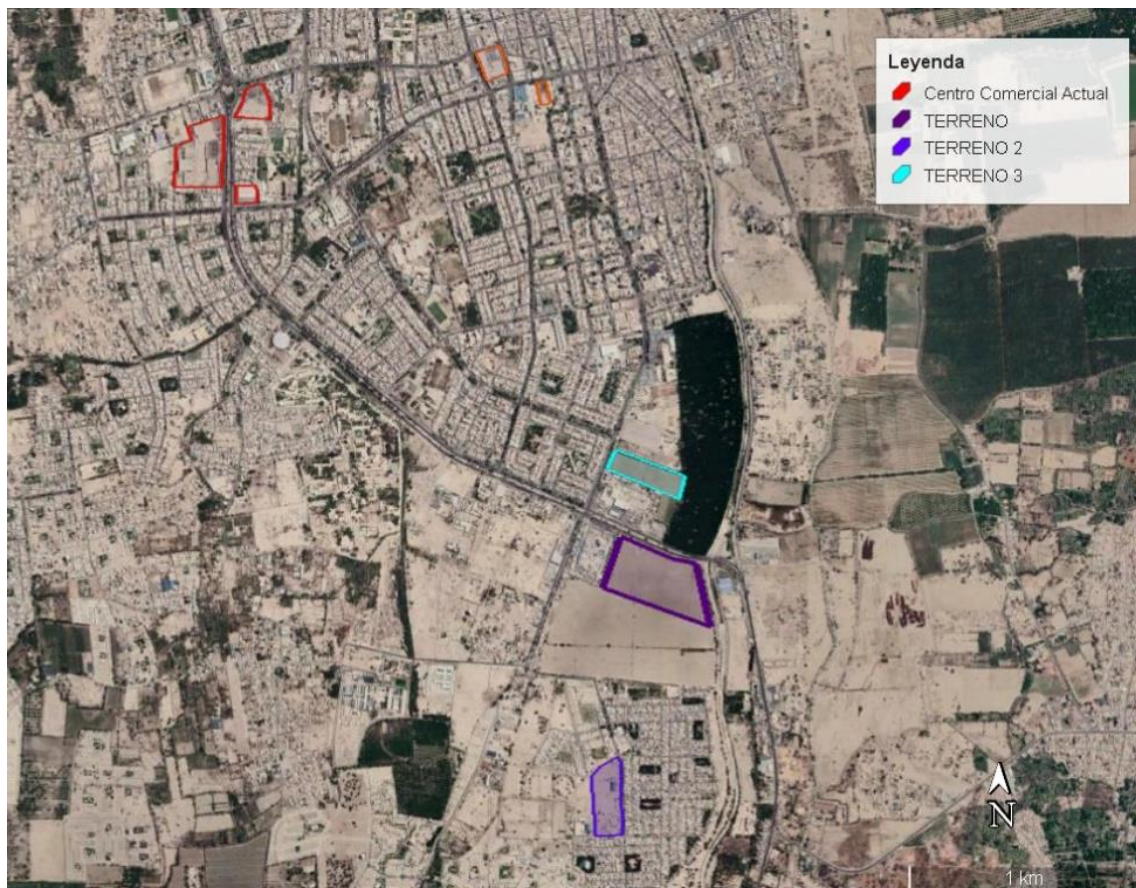 Leyenda
Centro Comercial Actual
TERRENO
TERRENO 2
TERRENO 3
N
1 km